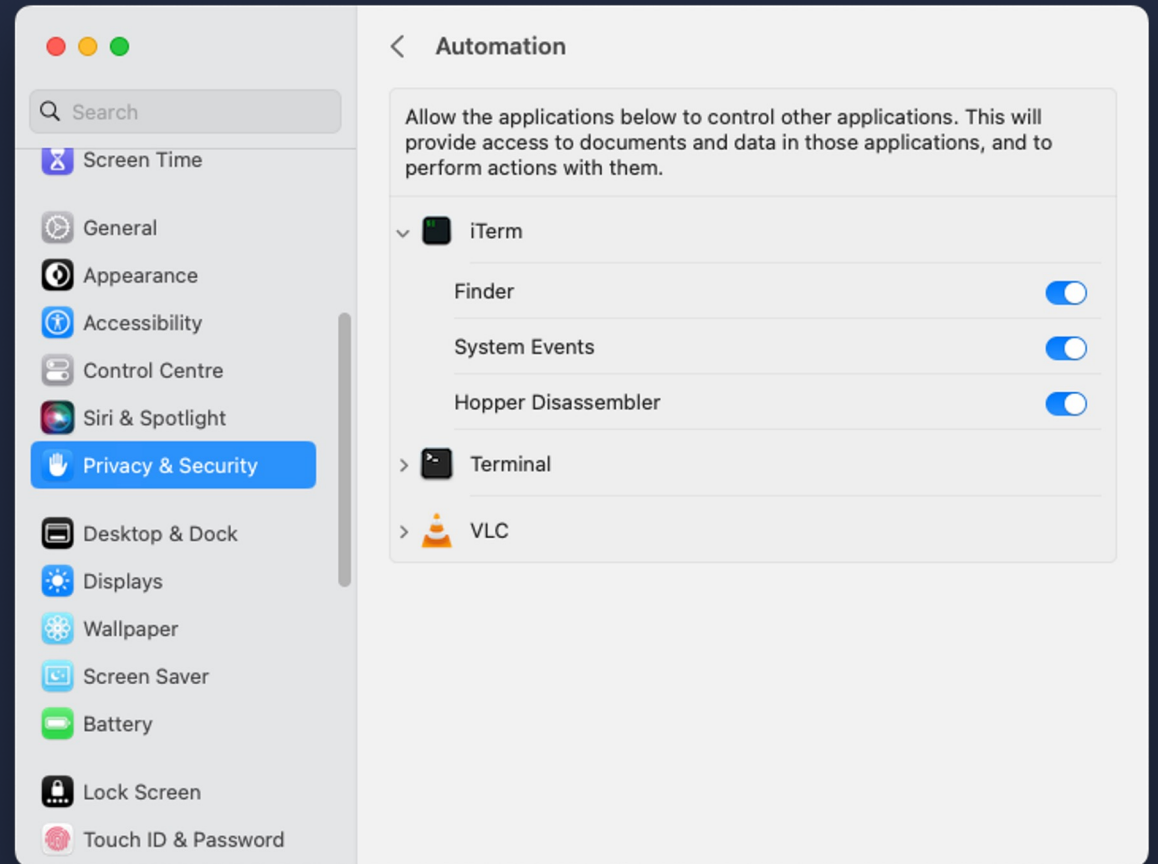 Search
Screen Time
General
Appearance
Accessibility
Control Centre
Siri & Spotlight
Privacy & Security
Desktop & Dock
Displays
Wallpaper
Screen Saver
Battery
Lock Screen
Touch ID & Password
Automation
Allow the applications below to control other applications. This will
provide access to documents and data in those applications, and to
perform actions with them.
iTerm
Finder
System Events
Hopper Disassembler
Terminal
VLC